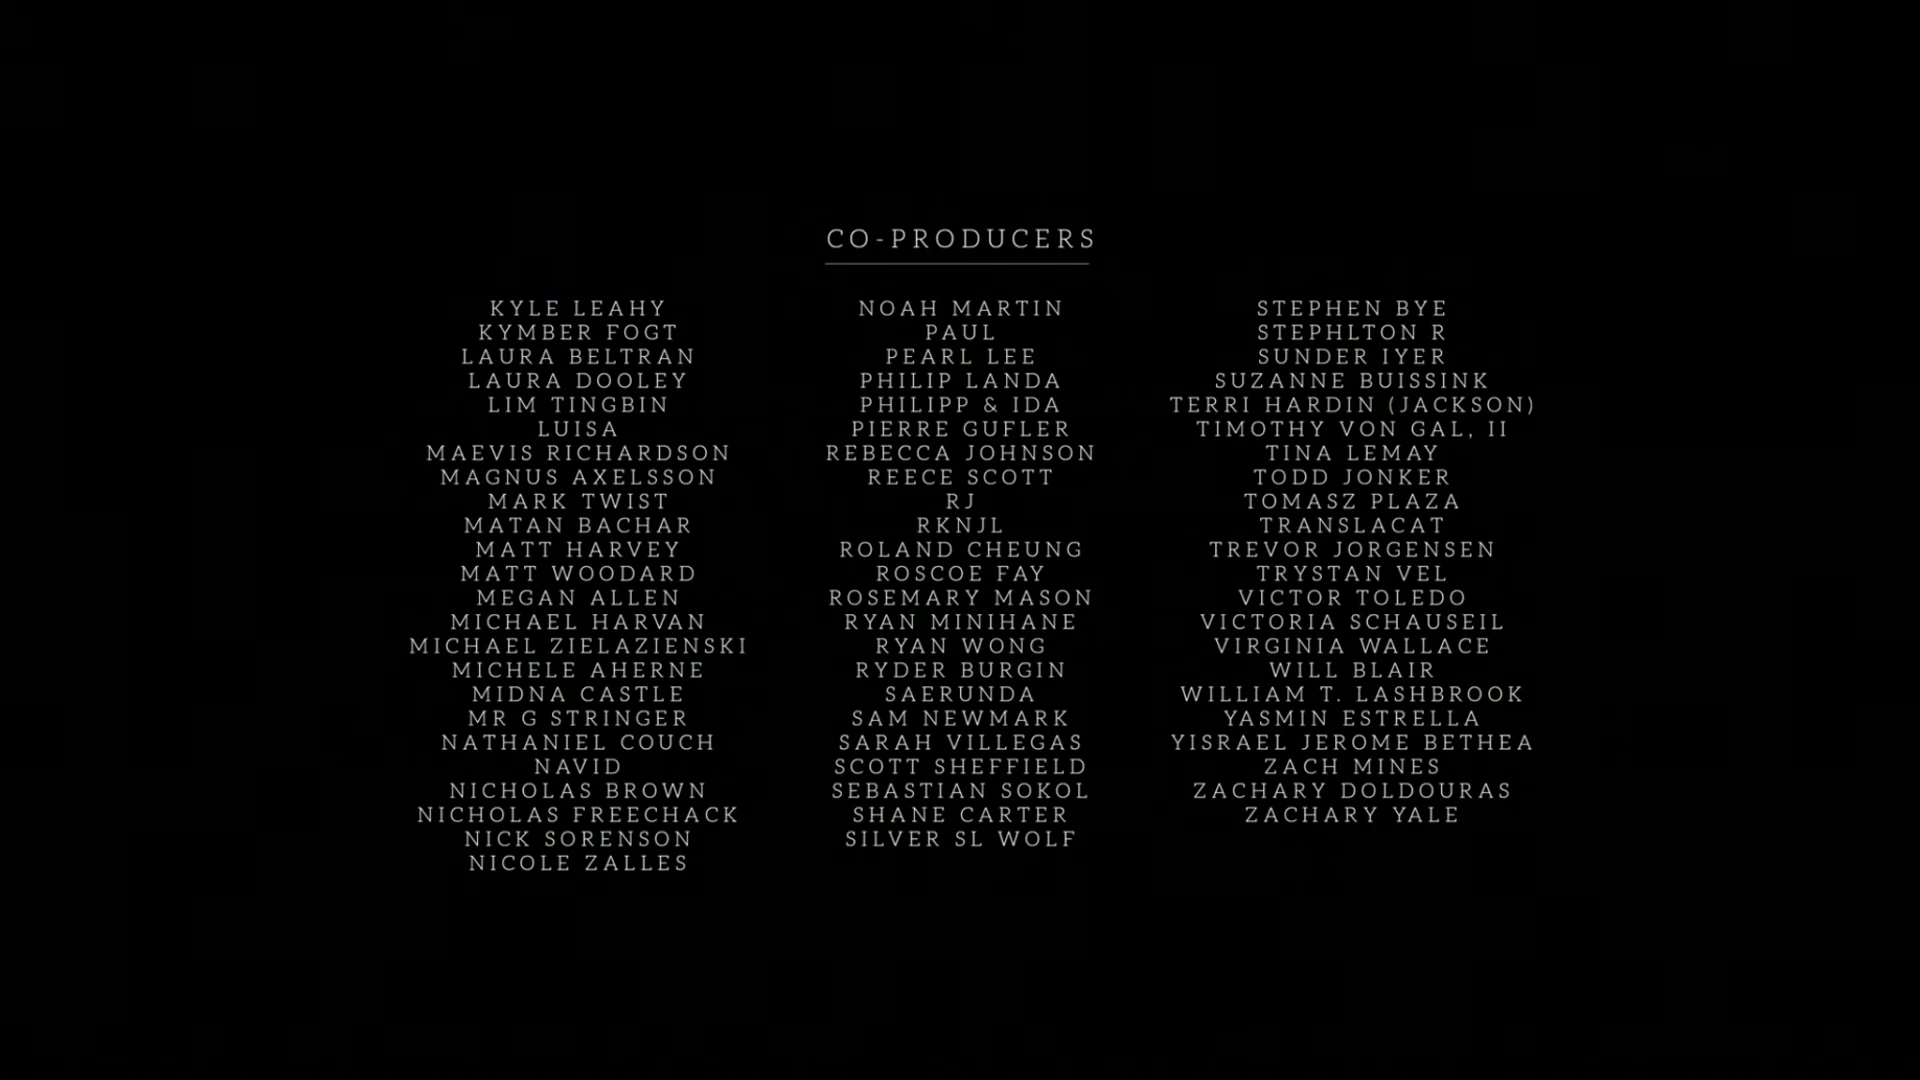 CO-PRODUCERS
KYLE LEAHY
KYMBER FOGT
LAURA BELTRAN
LAURA DOOLEY
LIM TINGBIN
LUISA
MAEVIS RICHARDSON
MAGNUS AXELSSON
MARK TWIST
MATAN BACHAR
MATT HARVEY
MATT WOODARD
MEGAN ALLEN
MICHAEL HARVAN
MICHAEL ZIELAZIENSKI
MICHELE AHERNE
MIDNA CASTLE
MR G STRINGER
NATHANIEL COUCH
NAVID
NICHOLAS BROWN
NICHOLAS FREECHACK
NICK SORENSON
NICOLE ZALLES
NOAH MARTIN
PAUL
PEARL LEE
PHILIP LANDA
PHILIPP & IDA
PIERRE GUFLER
REBECCA JOHNSON
REECE SCOTT
RJ
RKNJL
ROLAND CHEUNG
ROSCOE FAY
ROSEMARY MASON
RYAN MINIHANE
RYAN WONG
RYDER BURGIN
SAERUNDA
SAM NEWMARK
SARAH VILLEGAS
SCOTT SHEFFIELD
SEBASTIAN SOKOL
SHANE CARTER
SILVER SL WOLF
STEPHEN BYE
STEPHLTON R
SUNDER IYER
SUZANNE BUISSINK
TERRI HARDIN (JACKSON)
TIMOTHY VON GAL, II
TINA LEMAY
TODD JONKER
TOMASZ PLAZA
TRANSLACAT
TREVOR JORGENSEN
TRYSTAN VEL
VICTOR TOLEDO
VICTORIA SCHAUSEIL
VIRGINIA WALLACE
WILL BLAIR
WILLIAM T. LASHBROOK
YASMIN ESTRELLA
YISRAEL JEROME BETHEA
ZACH MINES
ZACHARY DOLDOURAS
ZACHARY YALE